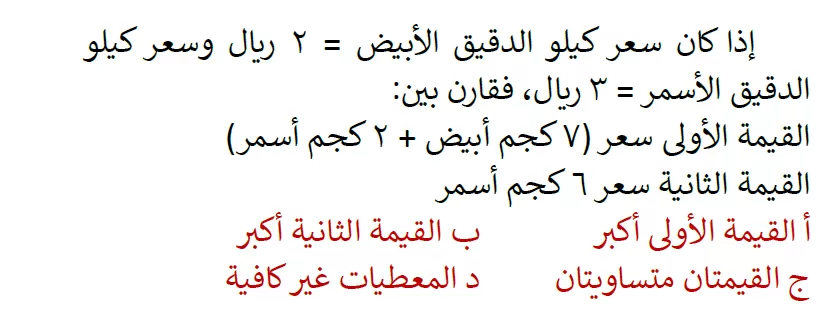 إذا كان سعر كيلو الدقيق الأبيض = ٢ ريال وسعر كيلو
الدقيق الأسمر = ٣ ريال، فقارن بين:
القيمة الأولى سعر (٧ كجم أبيض + ٢ كجم أسمر)
القيمة الثانية سعر ٦ كجم أسمر
أ القيمة الأولى أكبر ب القيمة الثانية أكبر
ج القيمتان متساويتان د المعطيات غير كافية